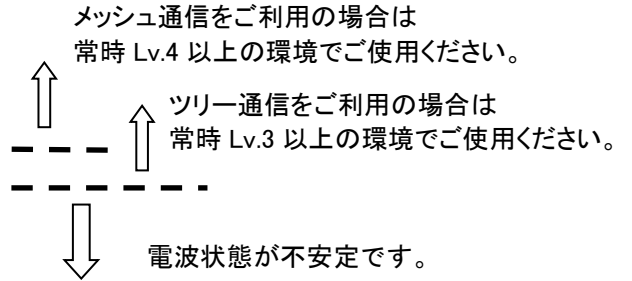 メッシュ通信をご利用の場合は
常時 Lv.4 以上の環境でご使用ください。
ツリー通信をご利用の場合は
常時 Lv.3 以上の環境でご使用ください。
電波状態が不安定です。